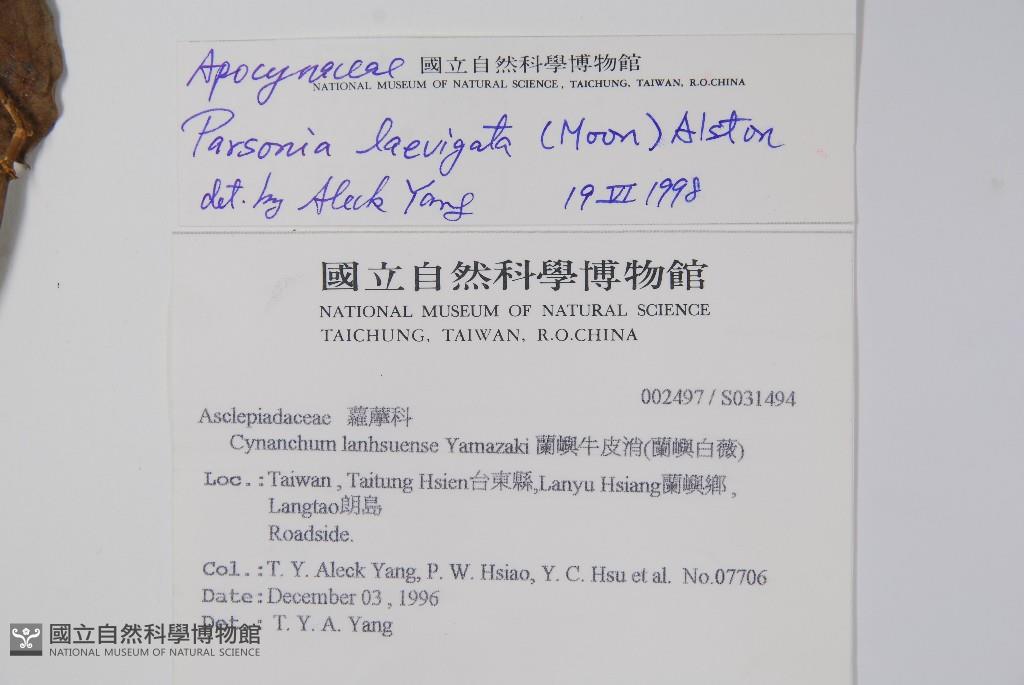 Apocynaceae 國立自然科學博物館
NATIONAL MUSEUM OF NATURAL SCIENCE, TAICHUNG, TAIWAN, R.O.CHINA
Parsonia laevigata (Moon) Alston
det. by Aleck Yang 19 VI 1998
國立自然科學博物館
NATIONAL MUSEUM OF NATURAL SCIENCE
TAICHUNG, TAIWAN, R.O.CHINA
002497 / S031494
Asclepiadaceae 蘿藦科
Cynanchum lanhsuense Yamazaki 蘭嶼牛皮消(蘭嶼白薇)
Loc.:Taiwan , Taitung Hsien台東縣,Lanyu Hsiang蘭嶼鄉 ,
Langtao朗島
Roadside.
Col.:T. Y. Aleck Yang, P. W. Hsiao, Y. C. Hsu et al. No.07706
Date:December 03 , 1996
Det.: T. Y. A. Yang
國立自然科學博物館
NATIONAL MUSEUM OF NATURAL SCIENCE